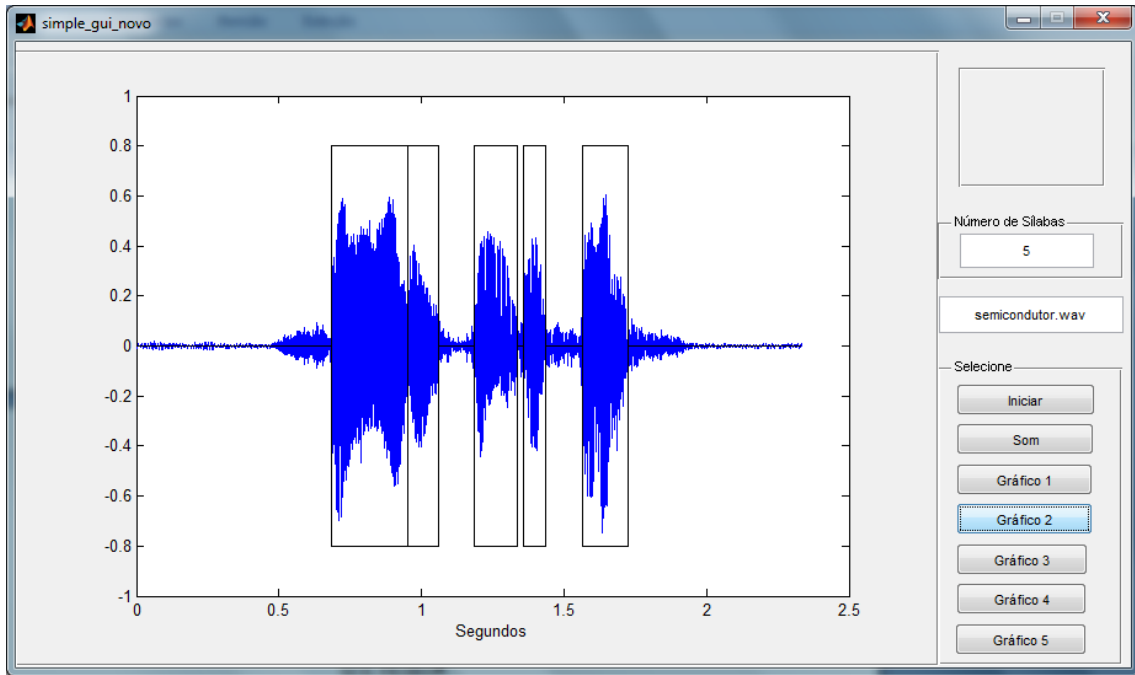 simple_gui_novo
1
0.8
0.6
0.4
0.2
0
-0.2
-0.4
-0.6
-0.8
-1
0 0.5 1 1.5 2 2.5
Segundos
Número de Sílabas
5
semicondutor.wav
Selecione
Iniciar
Som
Gráfico 1
Gráfico 2
Gráfico 3
Gráfico 4
Gráfico 5